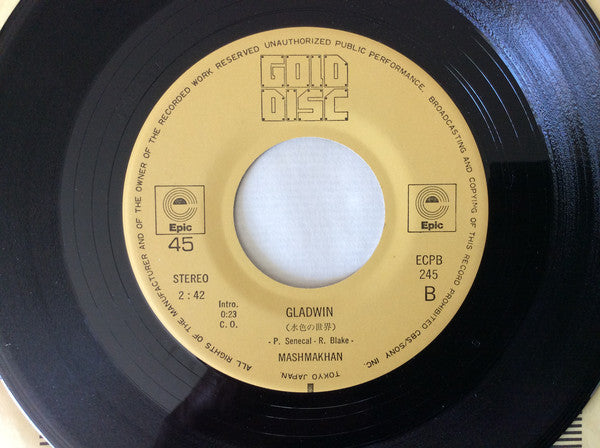 ALL RIGHTS OF THE MANUFACTURER AND OF THE OWNER OF THE RECORDED WORK RESERVED UNAUTHORIZED PUBLIC PERFORMANCE, BROADCASTING AND COPYING OF THIS RECORD PROHIBITED CBS/SONY INC.
TOKYO JAPAN.
GOLD
DISC
Epic
Epic
45
STEREO
2:42
ECPB
245
B
Intro.
0:23
C. O.
GLADWIN
(水色の世界)
- P. Senecal - R. Blake -
MASHMAKHAN